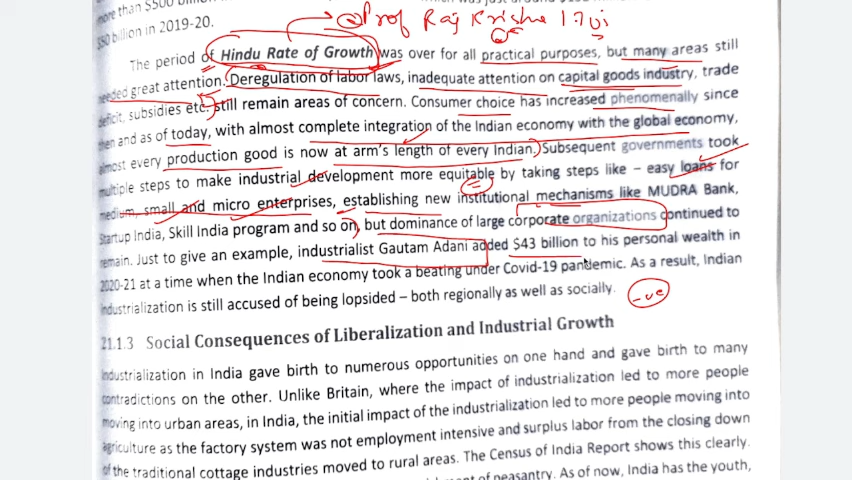 more than $500
$50 billion in 2019-20.
Prof Raj Krishna
The period of Hindu Rate of Growth was over for all practical purposes, but many areas still
needed great attention. Deregulation of labor laws, inadequate attention on capital goods industry, trade
deficit, subsidies etc. still remain areas of concern. Consumer choice has increased phenomenally since
then and as of today, with almost complete integration of the Indian economy with the global economy,
almost every production good is now at arm's length of every Indian. Subsequent governments took
multiple steps to make industrial development more equitable by taking steps like – easy loans for
medium, small and micro enterprises, establishing new institutional mechanisms like MUDRA Bank,
Startup India, Skill India program and so on, but dominance of large corporate organizations continued to
remain. Just to give an example, industrialist Gautam Adani added $43 billion to his personal wealth in
2020-21 at a time when the Indian economy took a beating under Covid-19 pandemic. As a result, Indian
industrialization is still accused of being lopsided – both regionally as well as socially.
-ve
21.1.3 Social Consequences of Liberalization and Industrial Growth
Industrialization in India gave birth to numerous opportunities on one hand and gave birth to many
contradictions on the other. Unlike Britain, where the impact of industrialization led to more people
moving into urban areas, in India, the initial impact of the industrialization led to more people moving into
agriculture as the factory system was not employment intensive and surplus labor from the closing down
of the traditional cottage industries moved to rural areas. The Census of India Report shows this clearly.
of peasantry. As of now, India has the youth,